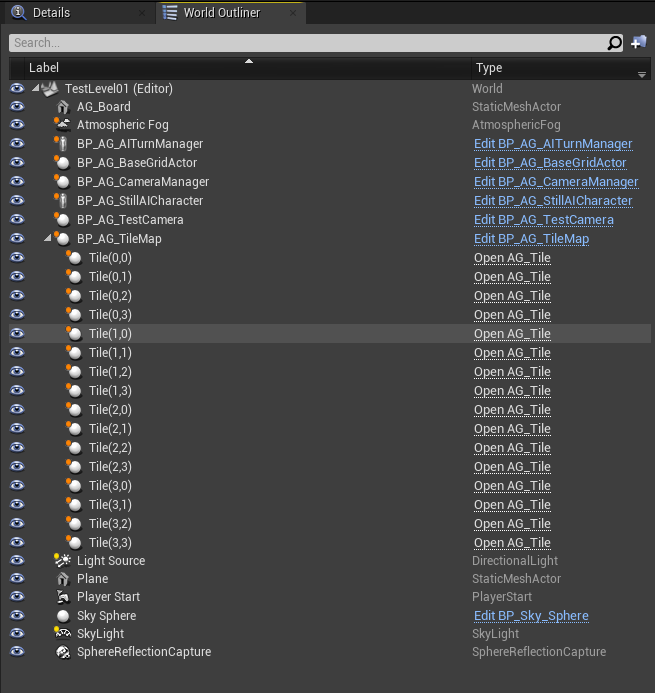 Details World Outliner
Search...
Label Type
TestLevel01 (Editor) World
AG_Board StaticMeshActor
Atmospheric Fog AtmosphericFog
BP_AG_AITurnManager Edit BP_AG_AITurnManager
BP_AG_BaseGridActor Edit BP_AG_BaseGridActor
BP_AG_CameraManager Edit BP_AG_CameraManager
BP_AG_StillAICharacter Edit BP_AG_StillAICharacter
BP_AG_TestCamera Edit BP_AG_TestCamera
BP_AG_TileMap Edit BP_AG_TileMap
Tile(0,0) Open AG_Tile
Tile(0,1) Open AG_Tile
Tile(0,2) Open AG_Tile
Tile(0,3) Open AG_Tile
Tile(1,0) Open AG_Tile
Tile(1,1) Open AG_Tile
Tile(1,2) Open AG_Tile
Tile(1,3) Open AG_Tile
Tile(2,0) Open AG_Tile
Tile(2,1) Open AG_Tile
Tile(2,2) Open AG_Tile
Tile(2,3) Open AG_Tile
Tile(3,0) Open AG_Tile
Tile(3,1) Open AG_Tile
Tile(3,2) Open AG_Tile
Tile(3,3) Open AG_Tile
Light Source DirectionalLight
Plane StaticMeshActor
Player Start PlayerStart
Sky Sphere Edit BP_Sky_Sphere
SkyLight SkyLight
SphereReflectionCapture SphereReflectionCapture